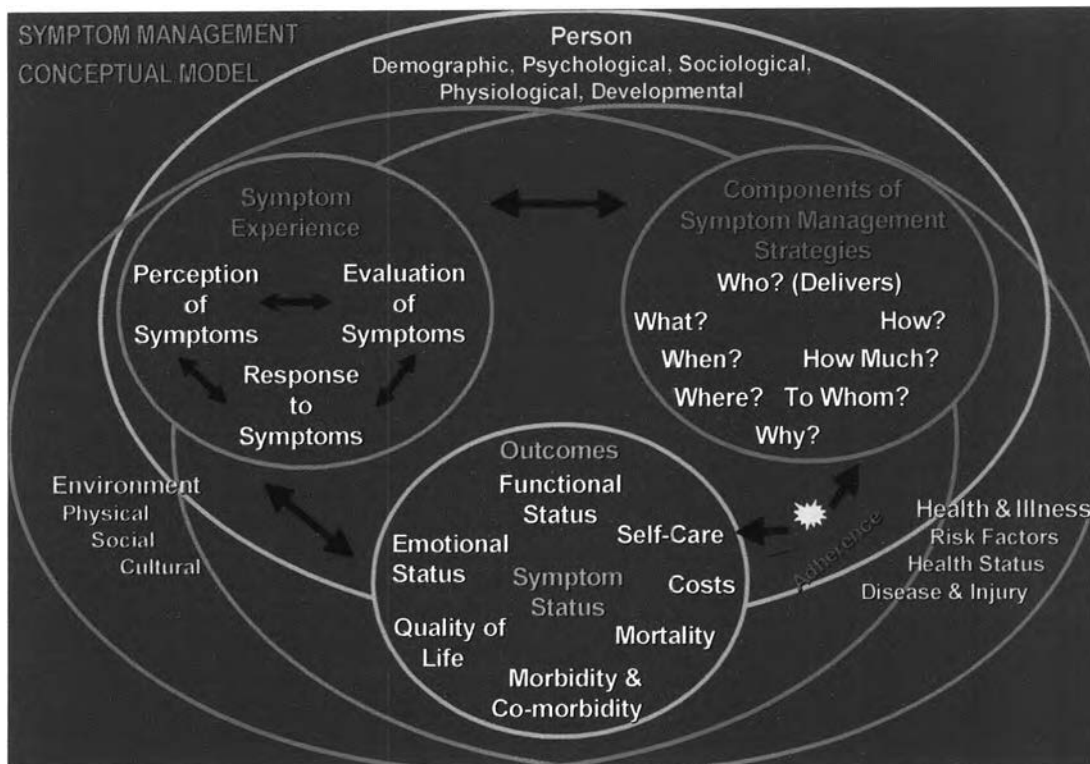 SYMPTOM MANAGEMENT
CONCEPTUAL MODEL
Person
Demographic, Psychological, Sociological,
Physiological, Developmental
Symptom
Experience
Perception
of
Symptoms
Evaluation
of
Symptoms
Response
to
Symptoms
Components of
Symptom Management
Strategies
Who? (Delivers)
What?
How?
When?
How Much?
Where?
To Whom?
Why?
Outcomes
Functional
Status
Self-Care
Emotional
Status
Symptom
Status
Costs
Quality of
Life
Mortality
Morbidity &
Co-morbidity
Adherence
Environment
Physical
Social
Cultural
Health & Illness
Risk Factors
Health Status
Disease & Injury